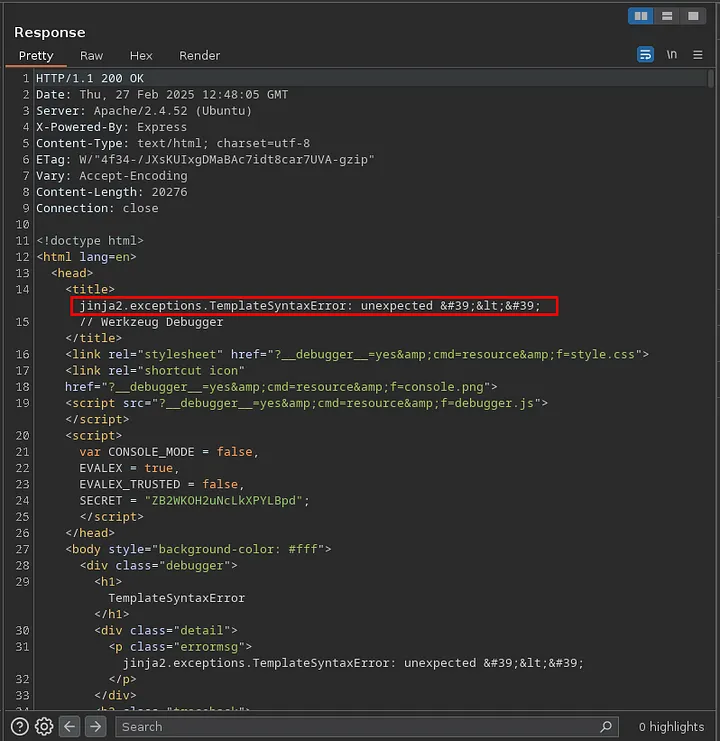 Response
Pretty Raw Hex Render \n
1 HTTP/1.1 200 OK
2 Date: Thu, 27 Feb 2025 12:48:05 GMT
3 Server: Apache/2.4.52 (Ubuntu)
4 X-Powered-By: Express
5 Content-Type: text/html; charset=utf-8
6 ETag: W/"4f34-/JXsKUIxgDMaBAc7idt8car7UVA-gzip"
7 Vary: Accept-Encoding
8 Content-Length: 20276
9 Connection: close
10
11 <!doctype html>
12 <html lang=en>
13 <head>
14 <title>
jinja2.exceptions.TemplateSyntaxError: unexpected &#39;&lt;&#39;
15 // Werkzeug Debugger
</title>
16 <link rel="stylesheet" href="?__debugger__=yes&amp;cmd=resource&amp;f=style.css">
17 <link rel="shortcut icon"
18 href="?__debugger__=yes&amp;cmd=resource&amp;f=console.png">
19 <script src="?__debugger__=yes&amp;cmd=resource&amp;f=debugger.js">
</script>
20 <script>
21 var CONSOLE_MODE = false,
22 EVALEX = true,
23 EVALEX_TRUSTED = false,
24 SECRET = "ZB2WKOH2uNcLkXPYLBpd";
25 </script>
26 </head>
27 <body style="background-color: #fff">
28 <div class="debugger">
29 <h1>
TemplateSyntaxError
</h1>
30 <div class="detail">
31 <p class="errormsg">
jinja2.exceptions.TemplateSyntaxError: unexpected &#39;&lt;&#39;
32 </p>
33 </div>
Search 0 highlights